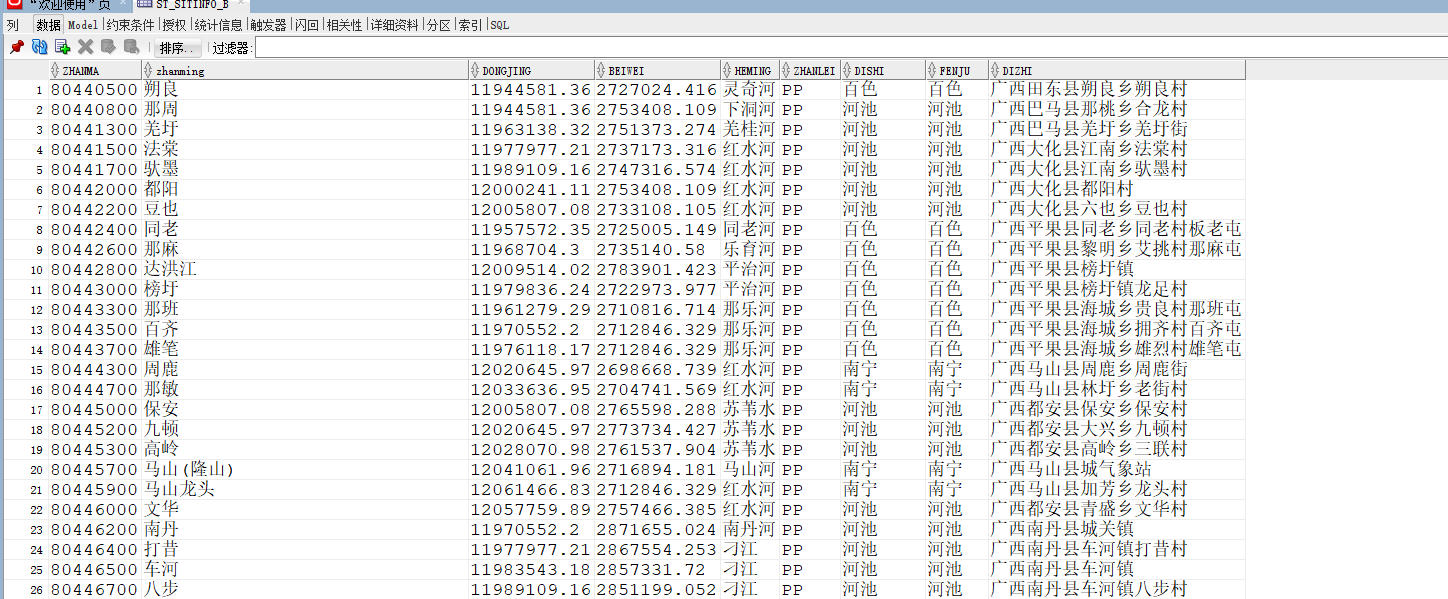 "欢迎使用"页 ST_SITINFO_B
列 数据 Model 约束条件 授权 统计信息 触发器 闪回 相关性 详细资料 分区 索引 SQL
排序.. 过滤器:
ZHANMA zhanming DONGJING BEIWEI HEMING ZHANLEI DISHI FENJU DIZHI
1 80440500 朔良 11944581.36 2727024.416 灵奇河 PP 百色 百色 广西田东县朔良乡朔良村
2 80440800 那周 11944581.36 2753408.109 下洞河 PP 河池 河池 广西巴马县那桃乡合龙村
3 80441300 羌圩 11963138.32 2751373.274 羌桂河 PP 河池 河池 广西巴马县羌圩乡羌圩街
4 80441500 法棠 11977977.21 2737173.316 红水河 PP 河池 河池 广西大化县江南乡法棠村
5 80441700 驮墨 11989109.16 2747316.574 红水河 PP 河池 河池 广西大化县江南乡驮墨村
6 80442000 都阳 12000241.11 2753408.109 红水河 PP 河池 河池 广西大化县都阳村
7 80442200 豆也 12005807.08 2733108.105 红水河 PP 河池 河池 广西大化县六也乡豆也村
8 80442400 同老 11957572.35 2725005.149 同老河 PP 百色 百色 广西平果县同老乡同老村板老屯
9 80442600 那麻 11968704.3 2735140.58 乐育河 PP 百色 百色 广西平果县黎明乡艾挑村那麻屯
10 80442800 达洪江 12009514.02 2783901.423 平治河 PP 百色 百色 广西平果县榜圩镇
11 80443000 榜圩 11979836.24 2722973.977 平治河 PP 百色 百色 广西平果县榜圩镇龙足村
12 80443300 那班 11961279.29 2710816.714 那乐河 PP 百色 百色 广西平果县海城乡贵良村那班屯
13 80443500 百齐 11970552.2 2712846.329 那乐河 PP 百色 百色 广西平果县海城乡拥齐村百齐屯
14 80443700 雄笔 11976118.17 2712846.329 那乐河 PP 百色 百色 广西平果县海城乡雄烈村雄笔屯
15 80444300 周鹿 12020645.97 2698668.739 红水河 PP 南宁 南宁 广西马山县周鹿乡周鹿街
16 80444700 那敏 12033636.95 2704741.569 红水河 PP 南宁 南宁 广西马山县林圩乡老街村
17 80445000 保安 12005807.08 2765598.288 苏苇水 PP 河池 河池 广西都安县保安乡保安村
18 80445200 九顿 12020645.97 2773734.427 苏苇水 PP 河池 河池 广西都安县大兴乡九顿村
19 80445300 高岭 12028070.98 2761537.904 苏苇水 PP 河池 河池 广西都安县高岭乡三联村
20 80445700 马山(隆山) 12041061.96 2716894.181 马山河 PP 南宁 南宁 广西马山县城气象站
21 80445900 马山龙头 12061466.83 2712846.329 红水河 PP 南宁 南宁 广西马山县加芳乡龙头村
22 80446000 文华 12057759.89 2757466.385 红水河 PP 河池 河池 广西都安县青盛乡文华村
23 80446200 南丹 11970552.2 2871655.024 南丹河 PP 河池 河池 广西南丹县城关镇
24 80446400 打昔 11977977.21 2867554.253 刁江 PP 河池 河池 广西南丹县车河镇打昔村
25 80446500 车河 11983543.18 2857331.72 刁江 PP 河池 河池 广西南丹县车河镇
26 80446700 八步 11989109.16 2851199.052 刁江 PP 河池 河池 广西南丹县车河镇八步村